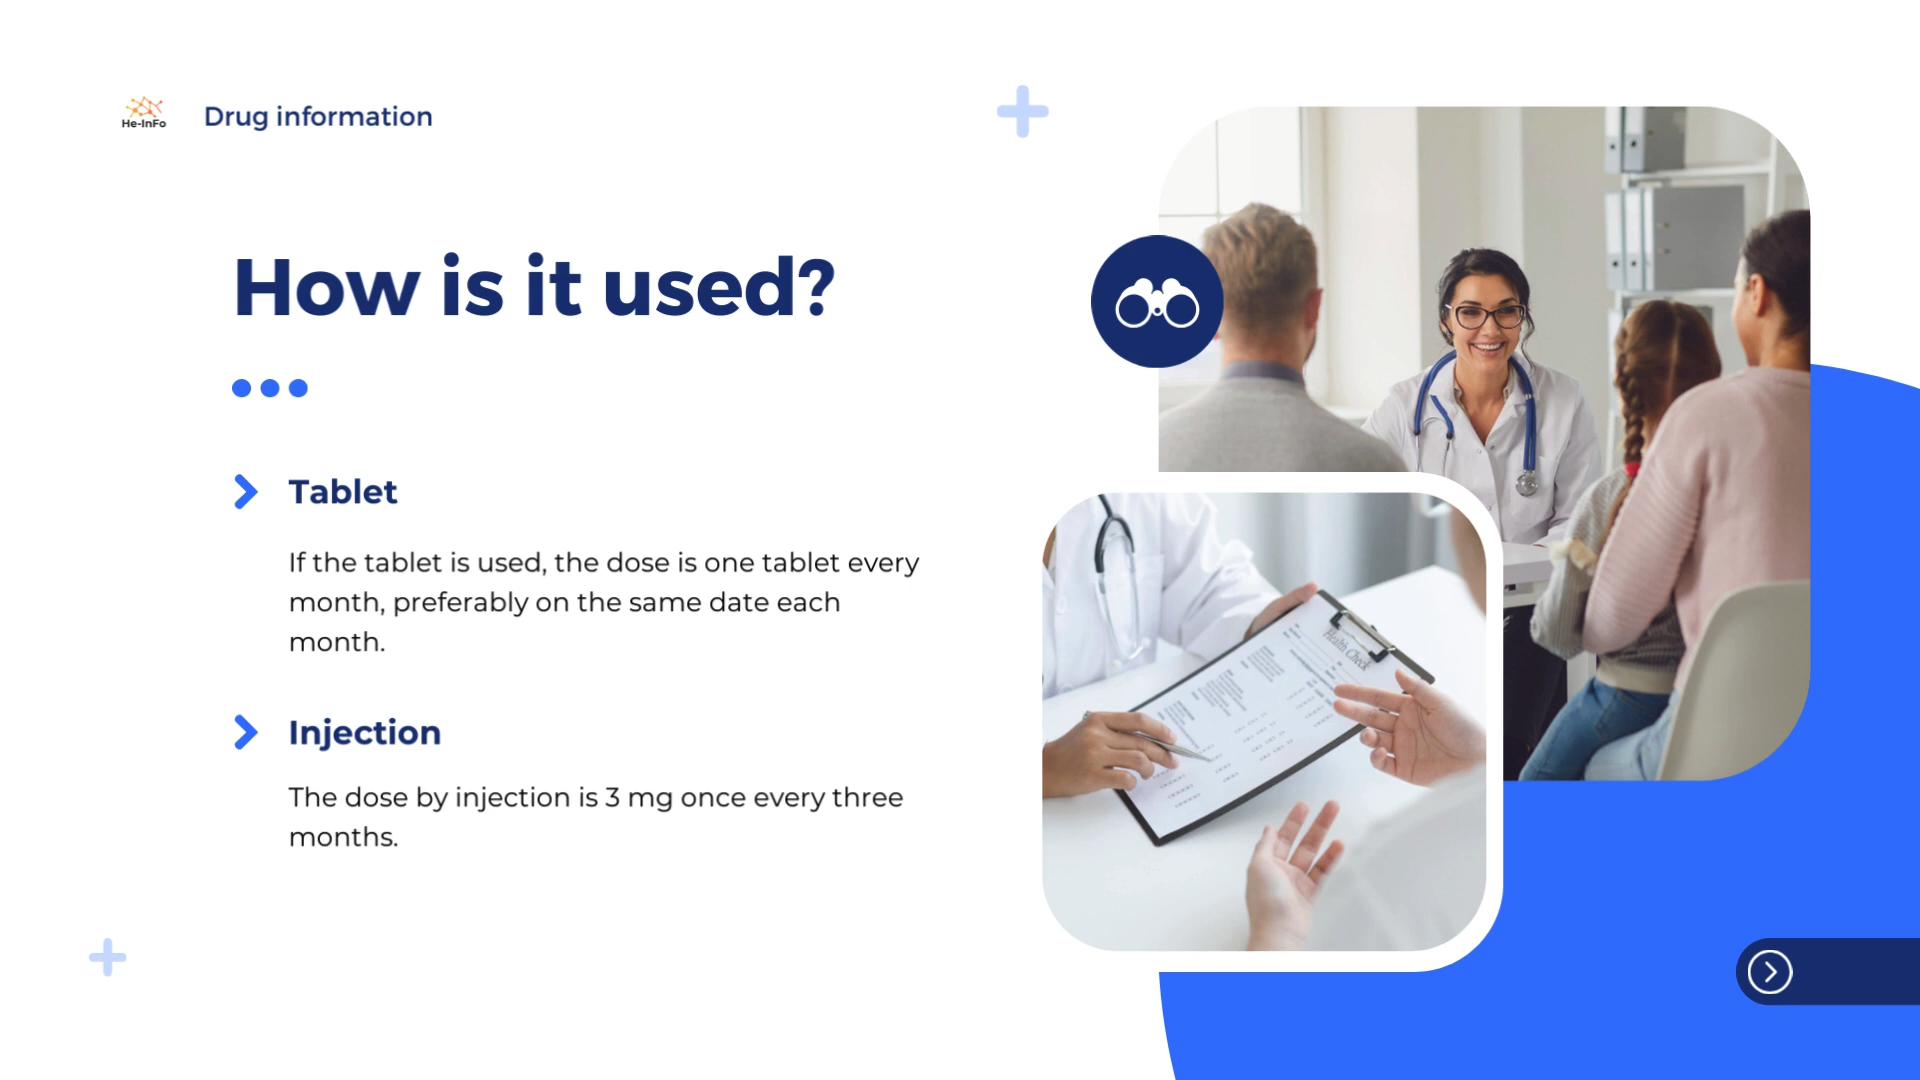 He-InFo
Drug information
How is it used?
Tablet
If the tablet is used, the dose is one tablet every
month, preferably on the same date each
month.
Injection
The dose by injection is 3 mg once every three
months.
Health Check